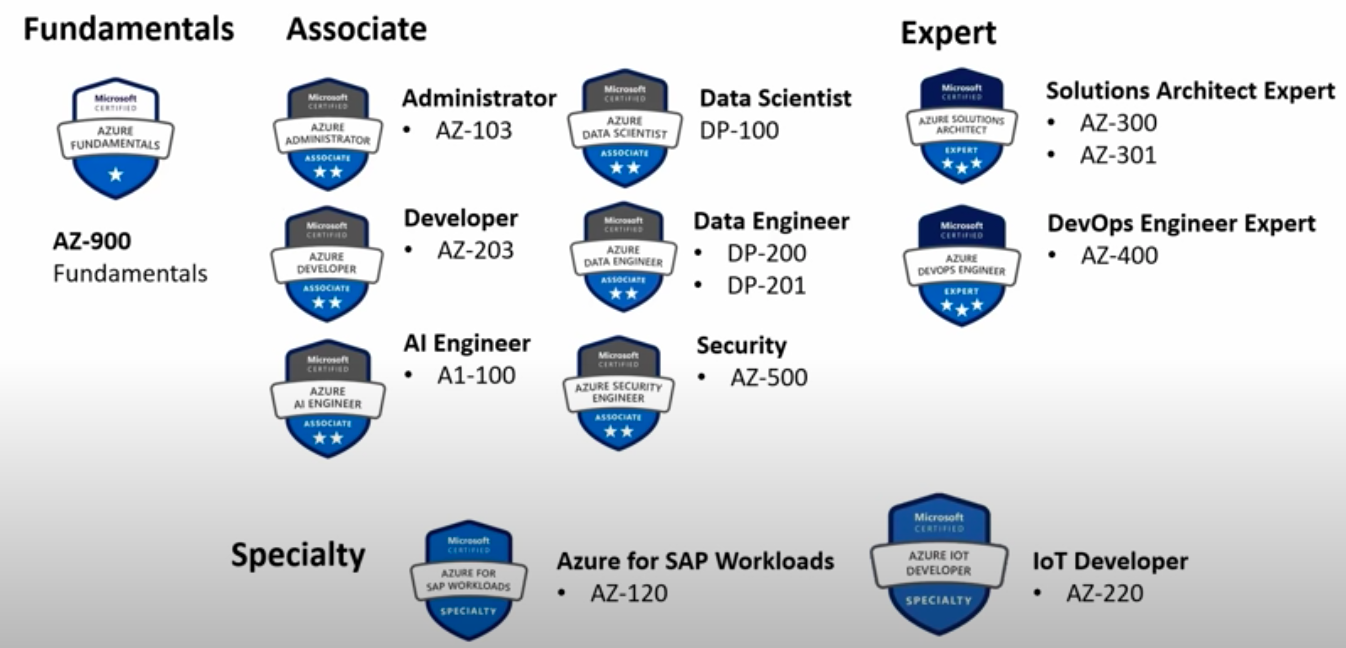 Fundamentals
Microsoft
CERTIFIED
AZURE
FUNDAMENTALS
AZ-900
Fundamentals
Associate
Microsoft
CERTIFIED
AZURE
ADMINISTRATOR
ASSOCIATE
Administrator
• AZ-103
Microsoft
CERTIFIED
AZURE
DEVELOPER
ASSOCIATE
Developer
• AZ-203
Microsoft
CERTIFIED
AZURE
AI ENGINEER
ASSOCIATE
AI Engineer
• A1-100
Microsoft
CERTIFIED
AZURE
DATA SCIENTIST
ASSOCIATE
Data Scientist
DP-100
Microsoft
CERTIFIED
AZURE
DATA ENGINEER
ASSOCIATE
Data Engineer
• DP-200
• DP-201
Microsoft
CERTIFIED
AZURE SECURITY
ENGINEER
ASSOCIATE
Security
• AZ-500
Expert
Microsoft
CERTIFIED
AZURE SOLUTIONS
ARCHITECT
EXPERT
Solutions Architect Expert
• AZ-300
• AZ-301
Microsoft
CERTIFIED
AZURE
DEVOPS ENGINEER
EXPERT
DevOps Engineer Expert
• AZ-400
Specialty
Microsoft
CERTIFIED
AZURE FOR
SAP WORKLOADS
SPECIALTY
Azure for SAP Workloads
• AZ-120
Microsoft
CERTIFIED
AZURE IOT
DEVELOPER
SPECIALTY
IoT Developer
• AZ-220